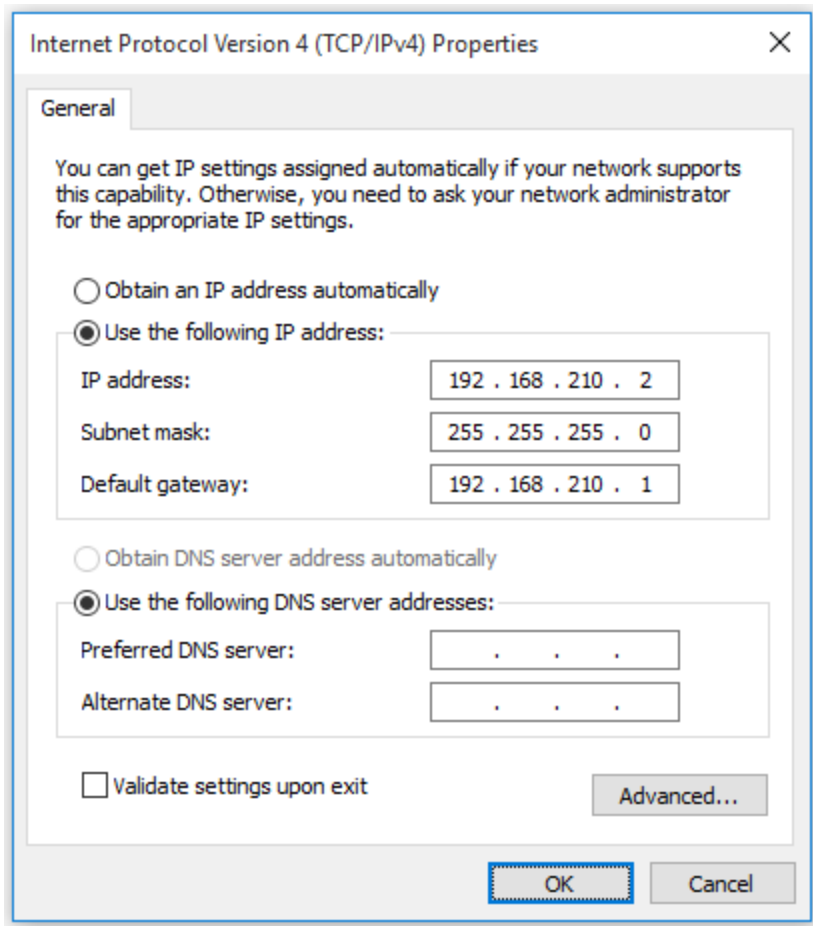 Internet Protocol Version 4 (TCP/IPv4) Properties
General
You can get IP settings assigned automatically if your network supports
this capability. Otherwise, you need to ask your network administrator
for the appropriate IP settings.
Obtain an IP address automatically
Use the following IP address:
IP address: 192 . 168 . 210 . 2
Subnet mask: 255 . 255 . 255 . 0
Default gateway: 192 . 168 . 210 . 1
Obtain DNS server address automatically
Use the following DNS server addresses:
Preferred DNS server: . . .
Alternate DNS server: . . .
Validate settings upon exit
Advanced...
OK Cancel